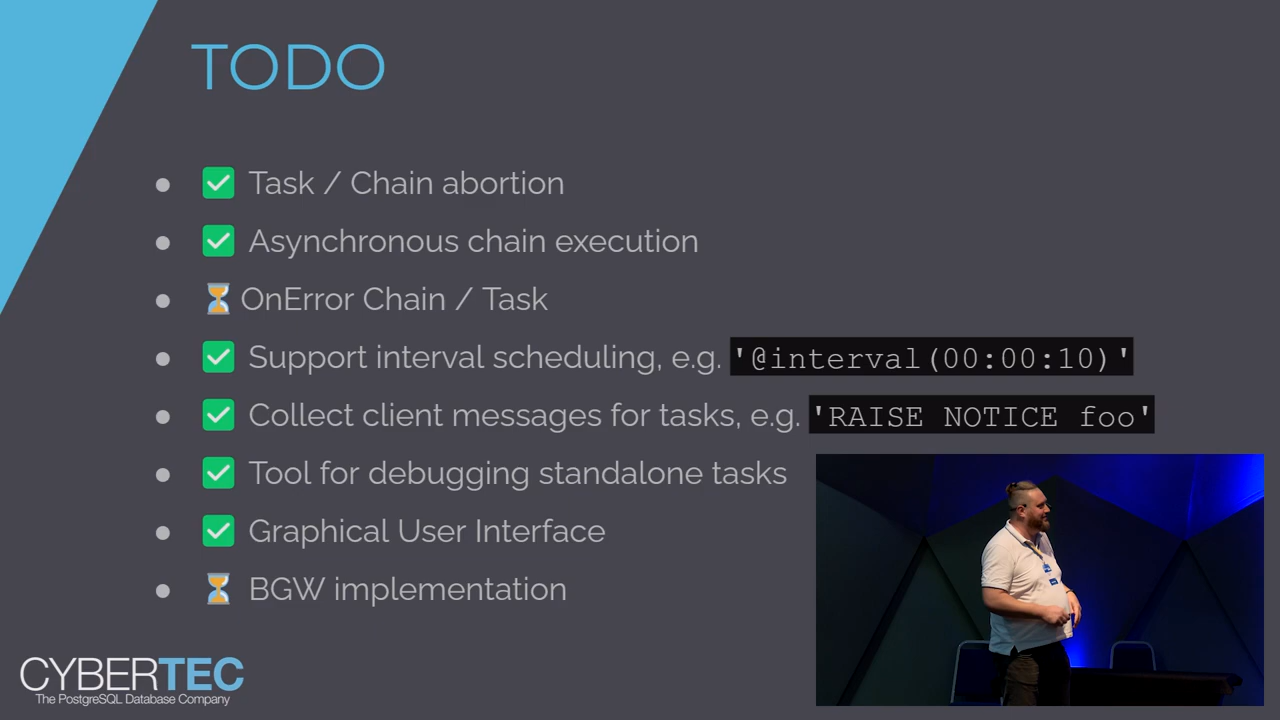 TODO
● ✅ Task / Chain abortion
● ✅ Asynchronous chain execution
● ⏳ OnError Chain / Task
● ✅ Support interval scheduling, e.g. '@interval(00:00:10)'
● ✅ Collect client messages for tasks, e.g. 'RAISE NOTICE foo'
● ✅ Tool for debugging standalone tasks
● ✅ Graphical User Interface
● ⏳ BGW implementation
CYBERTEC
The PostgreSQL Database Company